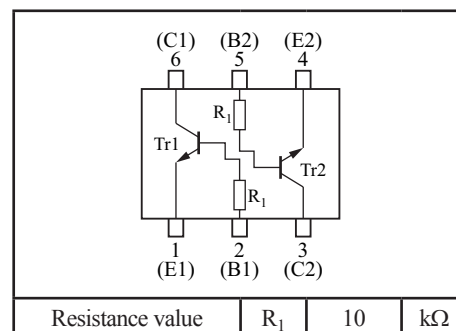 (C1) (B2) (E2)
6 5 4
R1
Tr1
Tr2
R1
1 2 3
(E1) (B1) (C2)
Resistance value R1 10 kΩ